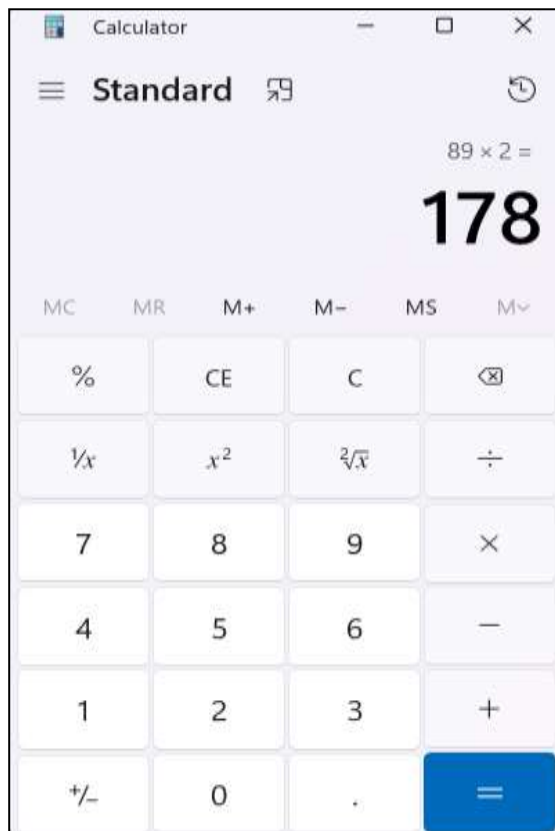 Calculator
Standard
89 × 2 =
178
MC MR M+ M− MS M˅
% CE C
¹/x x² ²√x ÷
7 8 9 ×
4 5 6 −
1 2 3 +
+/− 0 . =